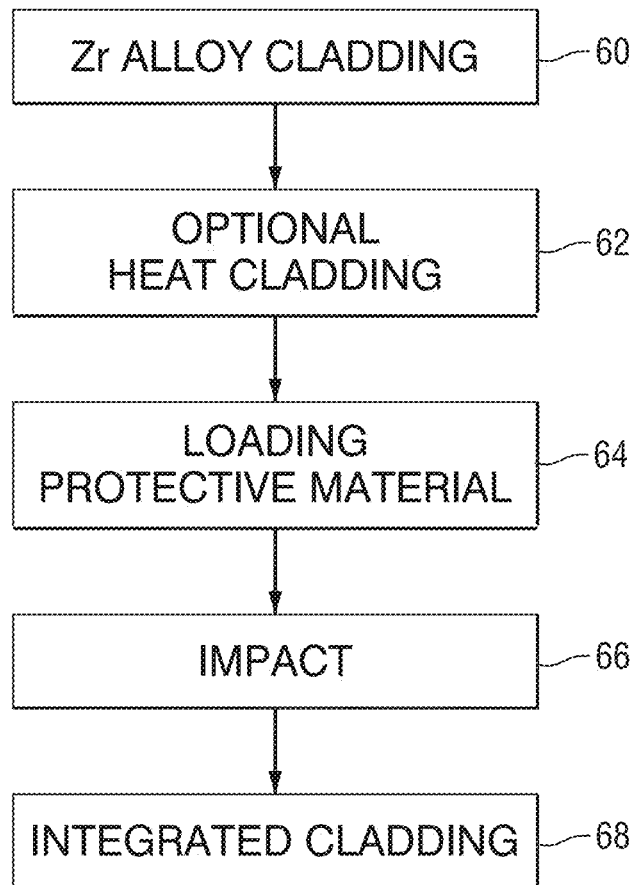 Zr ALLOY CLADDING
60
OPTIONAL
HEAT CLADDING
62
LOADING
PROTECTIVE MATERIAL
64
IMPACT
66
INTEGRATED CLADDING
68